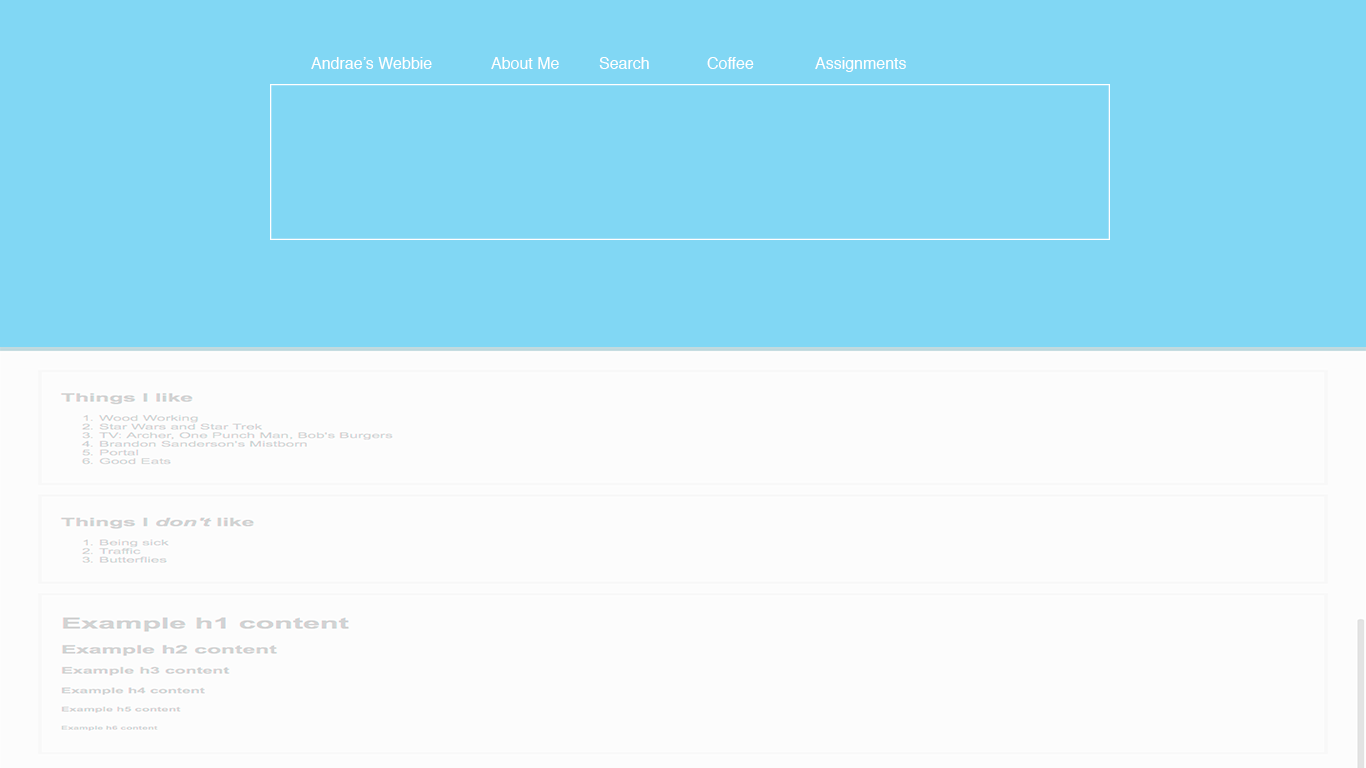 Andrae’s Webbie About Me Search Coffee Assignments
Things I like
1. Wood Working
2. Star Wars and Star Trek
3. TV: Archer, One Punch Man, Bob's Burgers
4. Brandon Sanderson's Mistborn
5. Portal
6. Good Eats
Things I don't like
1. Being sick
2. Traffic
3. Butterflies
Example h1 content
Example h2 content
Example h3 content
Example h4 content
Example h5 content
Example h6 content